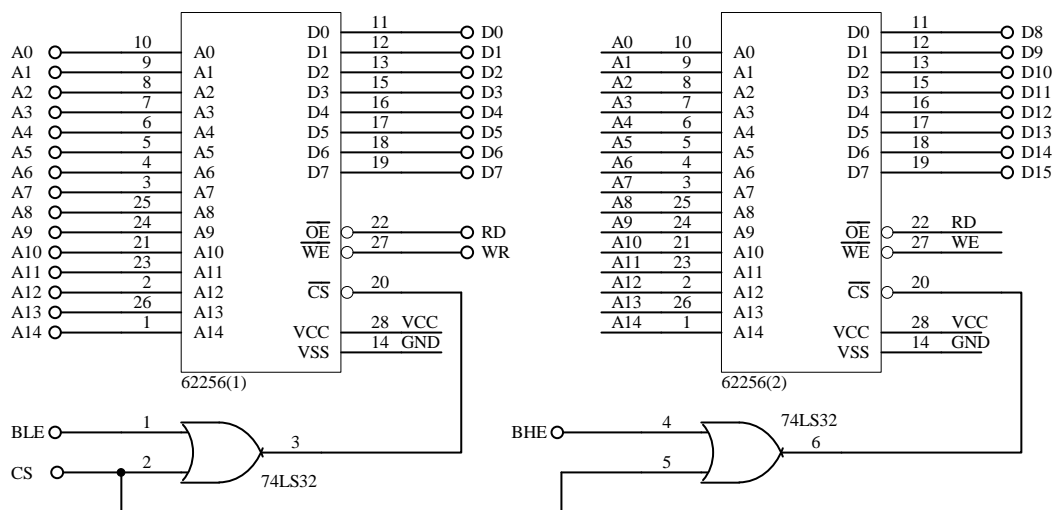 11
D0 D0
12
10
A0 A0 D1 D1
9 13
A1 A1 D2 D2
8 15
A2 A2 D3 D3
7 16
A3 A3 D4 D4
6 17
A4 A4 D5 D5
5 18
A5 A5 D6 D6
4 19
A6 A6 D7 D7
3
A7 A7
25
A8 A8
24 22
A9 A9 OE RD
21 27
A10 A10 WE WR
23
A11 A11
2 20
A12 A12 CS
26
A13 A13
1 28 VCC
A14 A14 VCC
14 GND
VSS
62256(1)
11
D0 D8
12
A0 10
A0 D1 D9
A1 9 13
A1 D2 D10
A2 8 15
A2 D3 D11
A3 7 16
A3 D4 D12
A4 6 17
A4 D5 D13
A5 5 18
A5 D6 D14
A6 4 19
A6 D7 D15
A7 3
A7
A8 25
A8
A9 24 22 RD
A9 OE
A10 21 27 WE
A10 WE
A11 23
A11
A12 2 20
A12 CS
A13 26
A13
A14 1 28 VCC
A14 VCC
14 GND
VSS
62256(2)
BLE 1
CS 2
3
74LS32
BHE 4
5
74LS32
6